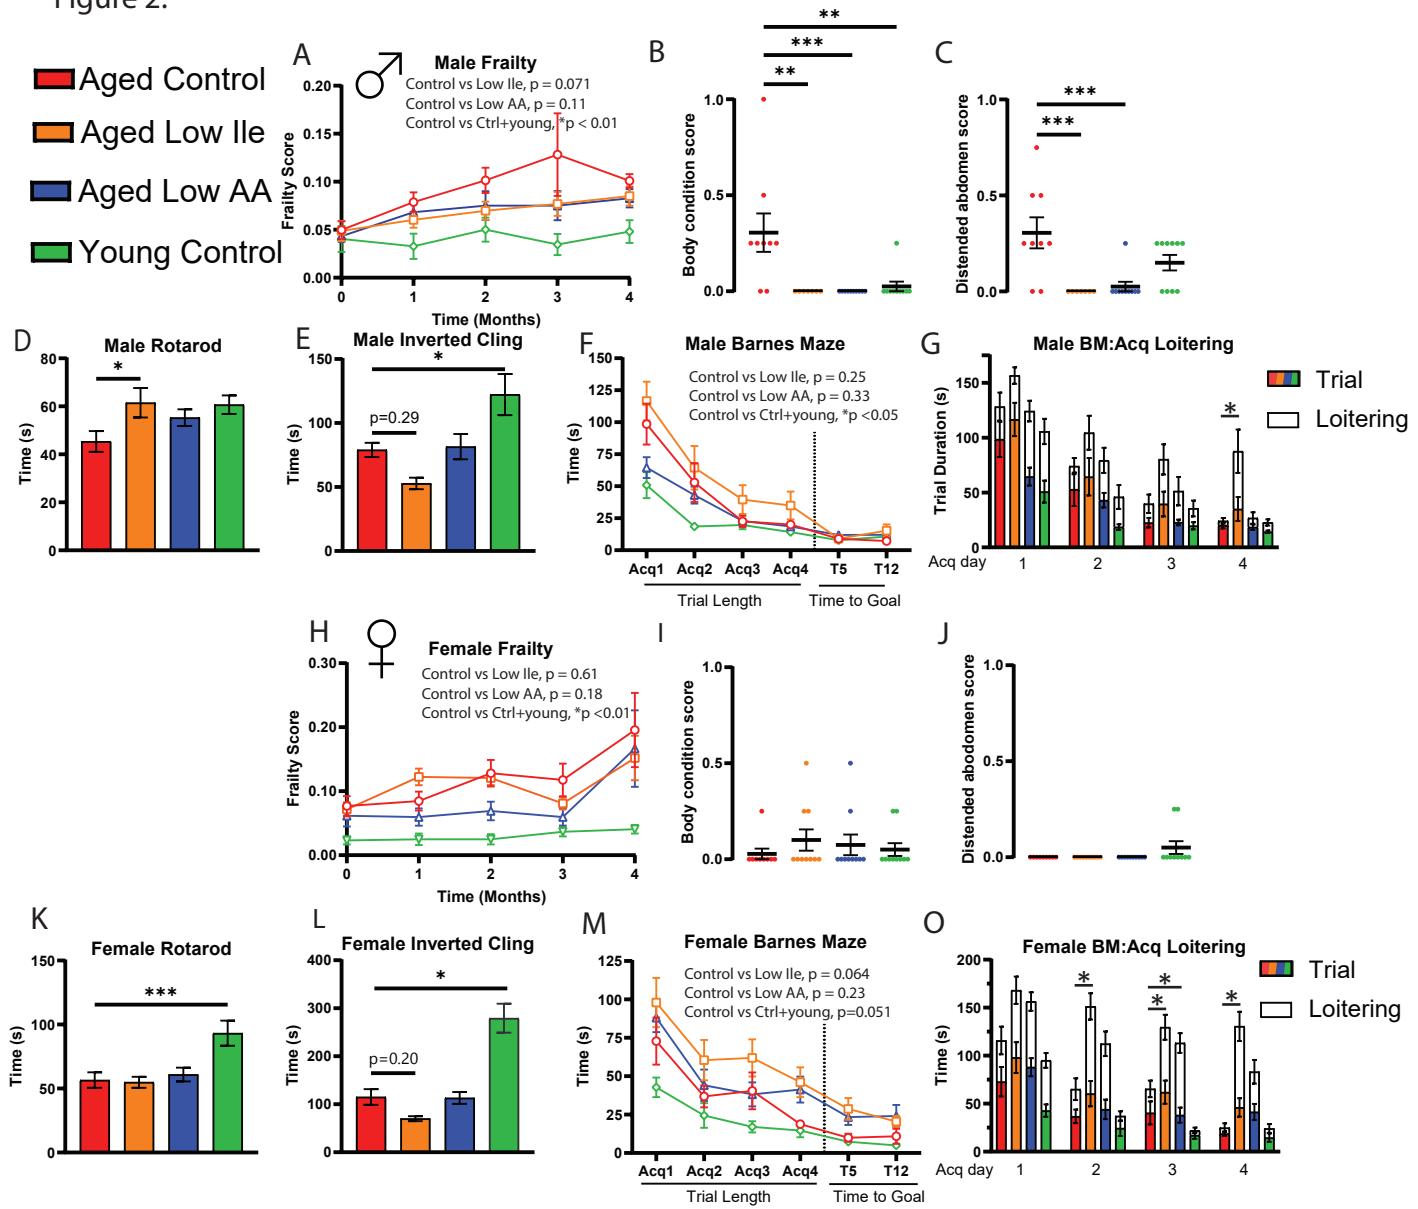 Figure 2.
Aged Control
Aged Low Ile
Aged Low AA
Young Control
A
Male Frailty
Control vs Low Ile, p = 0.071
Control vs Low AA, p = 0.11
Control vs Ctrl+young, *p < 0.01
Frailty Score
0.20
0.15
0.10
0.05
0.00
0 1 2 3 4
Time (Months)
B
**
***
**
Body condition score
1.0
0.5
0.0
C
***
***
Distended abdomen score
1.0
0.5
0.0
D
Male Rotarod
*
Time (s)
80
60
40
20
0
E
Male Inverted Cling
*
p=0.29
Time (s)
150
100
50
0
F
Male Barnes Maze
Control vs Low Ile, p = 0.25
Control vs Low AA, p = 0.33
Control vs Ctrl+young, *p <0.05
Time (s)
150
125
100
75
50
25
0
Acq1 Acq2 Acq3 Acq4 T5 T12
Trial Length Time to Goal
G
Male BM:Acq Loitering
*
Trial Duration (s)
150
100
50
0
Acq day 1 2 3 4
Trial
Loitering
H
Female Frailty
Control vs Low Ile, p = 0.61
Control vs Low AA, p = 0.18
Control vs Ctrl+young, *p <0.01
Frailty Score
0.30
0.20
0.10
0.00
0 1 2 3 4
Time (Months)
I
Body condition score
1.0
0.5
0.0
J
Distended abdomen score
1.0
0.5
0.0
K
Female Rotarod
***
Time (s)
150
100
50
0
L
Female Inverted Cling
*
p=0.20
Time (s)
400
300
200
100
0
M
Female Barnes Maze
Control vs Low Ile, p = 0.064
Control vs Low AA, p = 0.23
Control vs Ctrl+young, p=0.051
Time (s)
125
100
75
50
25
0
Acq1 Acq2 Acq3 Acq4 T5 T12
Trial Length Time to Goal
O
Female BM:Acq Loitering
* * * *
Time (s)
200
150
100
50
0
Acq day 1 2 3 4
Trial
Loitering